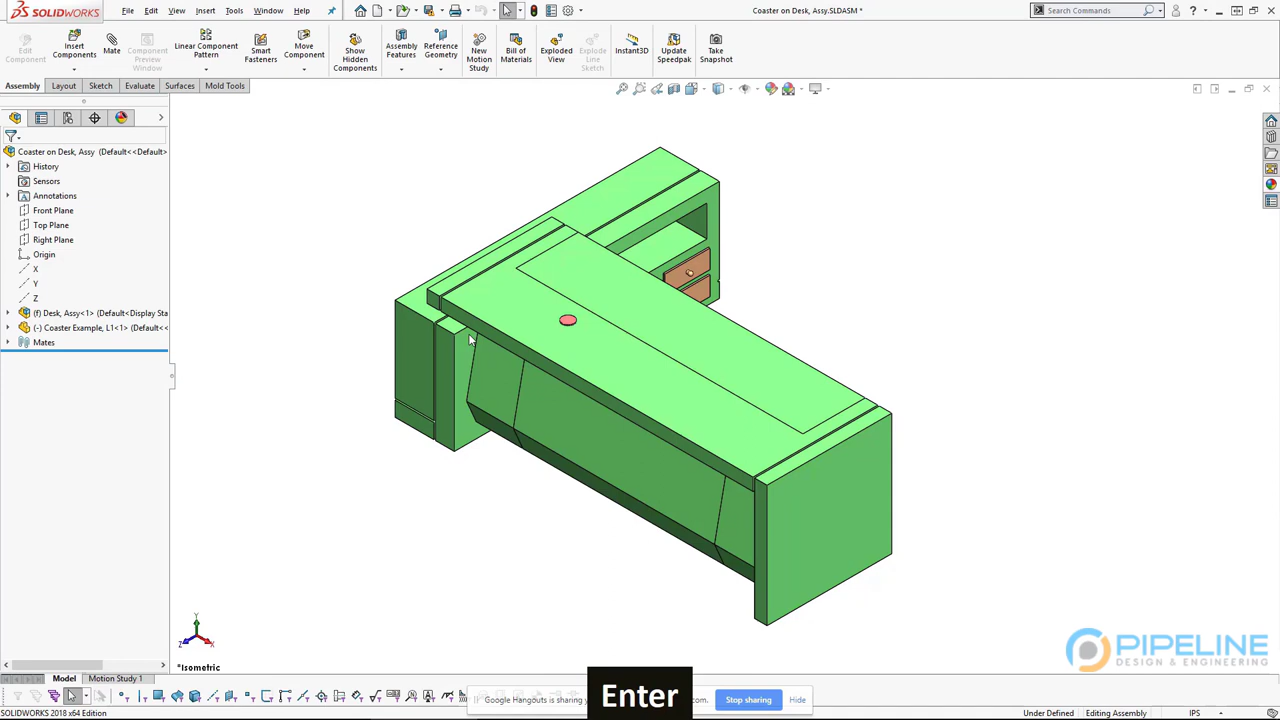 SOLIDWORKS
File Edit View Insert Tools Window Help
Coaster on Desk, Assy.SLDASM *
Search Commands
Edit Component
Insert Components
Mate
Component Preview Window
Linear Component Pattern
Smart Fasteners
Move Component
Show Hidden Components
Assembly Features
Reference Geometry
New Motion Study
Bill of Materials
Exploded View
Explode Line Sketch
Instant3D
Update Speedpak
Take Snapshot
Assembly Layout Sketch Evaluate Surfaces Mold Tools
Coaster on Desk, Assy (Default<<Default>
History
Sensors
Annotations
Front Plane
Top Plane
Right Plane
Origin
X
Y
Z
(f) Desk, Assy<1> (Default<Display Sta
(-) Coaster Example, L1<1> (Default<<
Mates
Y
Z X
*Isometric
PIPELINE
DESIGN & ENGINEERING
Model Motion Study 1
Enter
Google Hangouts is sharing y
com.
Stop sharing Hide
SOLIDWORKS 2018 x64 Edition
Under Defined Editing Assembly IPS